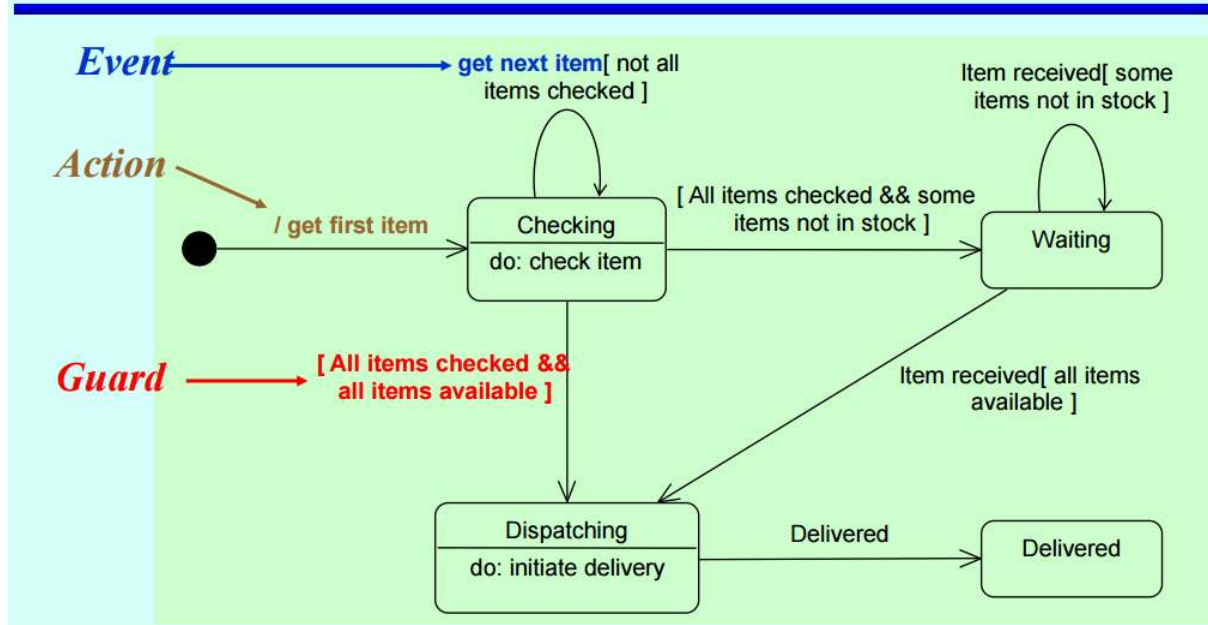 Event
get next item[ not all
items checked ]
Item received[ some
items not in stock ]
Action
/ get first item
Checking
do: check item
[ All items checked && some
items not in stock ]
Waiting
Guard
[ All items checked &&
all items available ]
Item received[ all items
available ]
Dispatching
do: initiate delivery
Delivered
Delivered